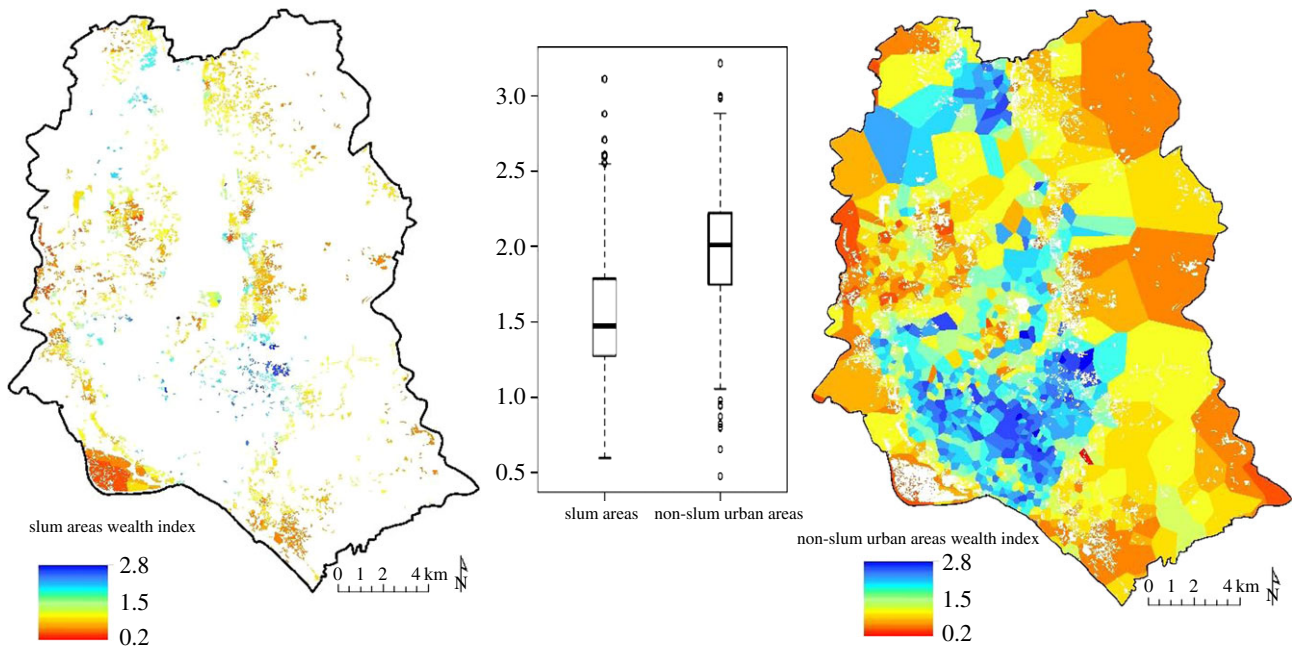 3.0
2.5
2.0
1.5
1.0
0.5
slum areas
non-slum urban areas
slum areas wealth index
2.8
1.5
0.2
0 1 2 4 km
N
non-slum urban areas wealth index
2.8
1.5
0.2
0 1 2 4 km
N